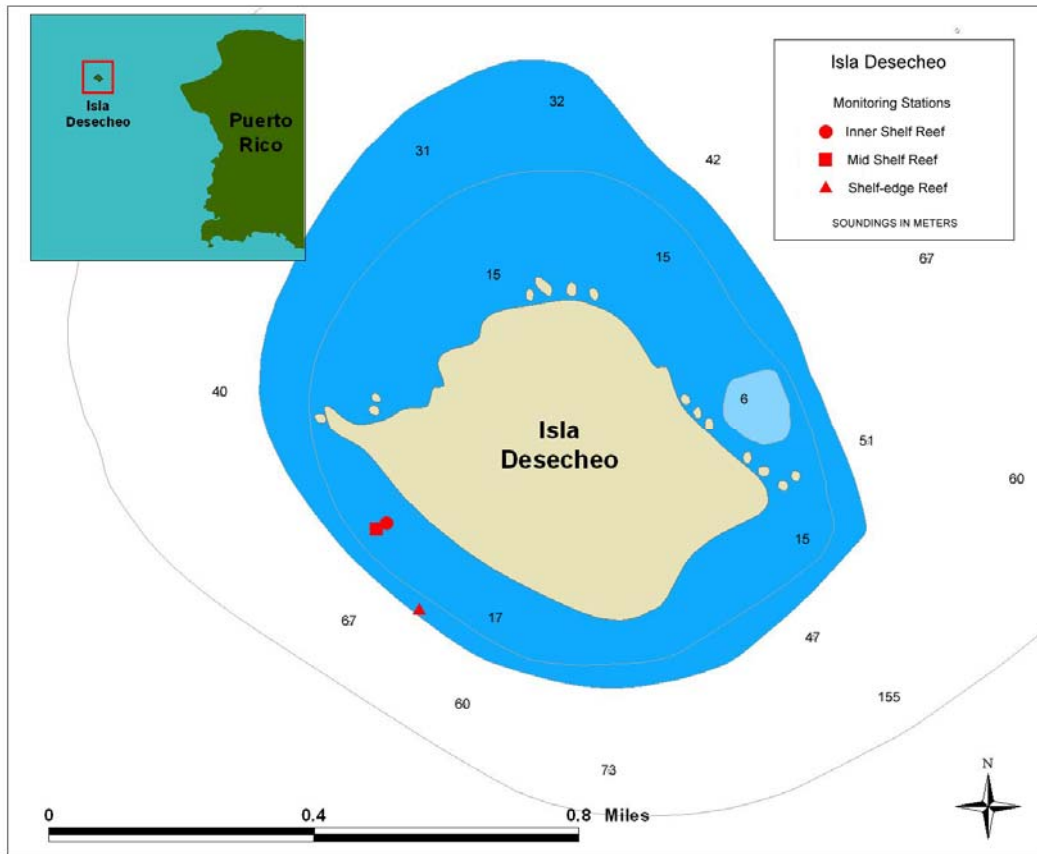 Isla
Desecheo
Puerto
Rico
Isla Desecheo
Monitoring Stations
Inner Shelf Reef
Mid Shelf Reef
Shelf-edge Reef
SOUNDINGS IN METERS
32
31
42
15
15
67
40
6
Isla
Desecheo
51
60
15
67
17
47
60
155
73
N
0 0.4 0.8 Miles